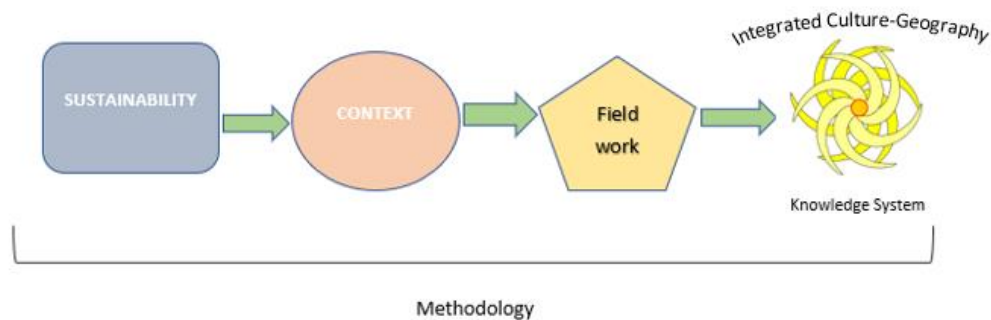 SUSTAINABILITY
CONTEXT
Field
work
Integrated Culture-Geography
Knowledge System
Methodology